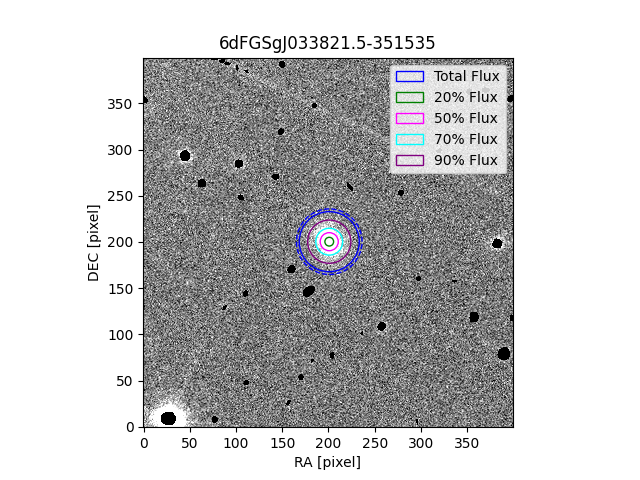 6dFGSgJ033821.5-351535
Total Flux
20% Flux
50% Flux
70% Flux
90% Flux
DEC [pixel]
350
300
250
200
150
100
50
0
0 50 100 150 200 250 300 350
RA [pixel]